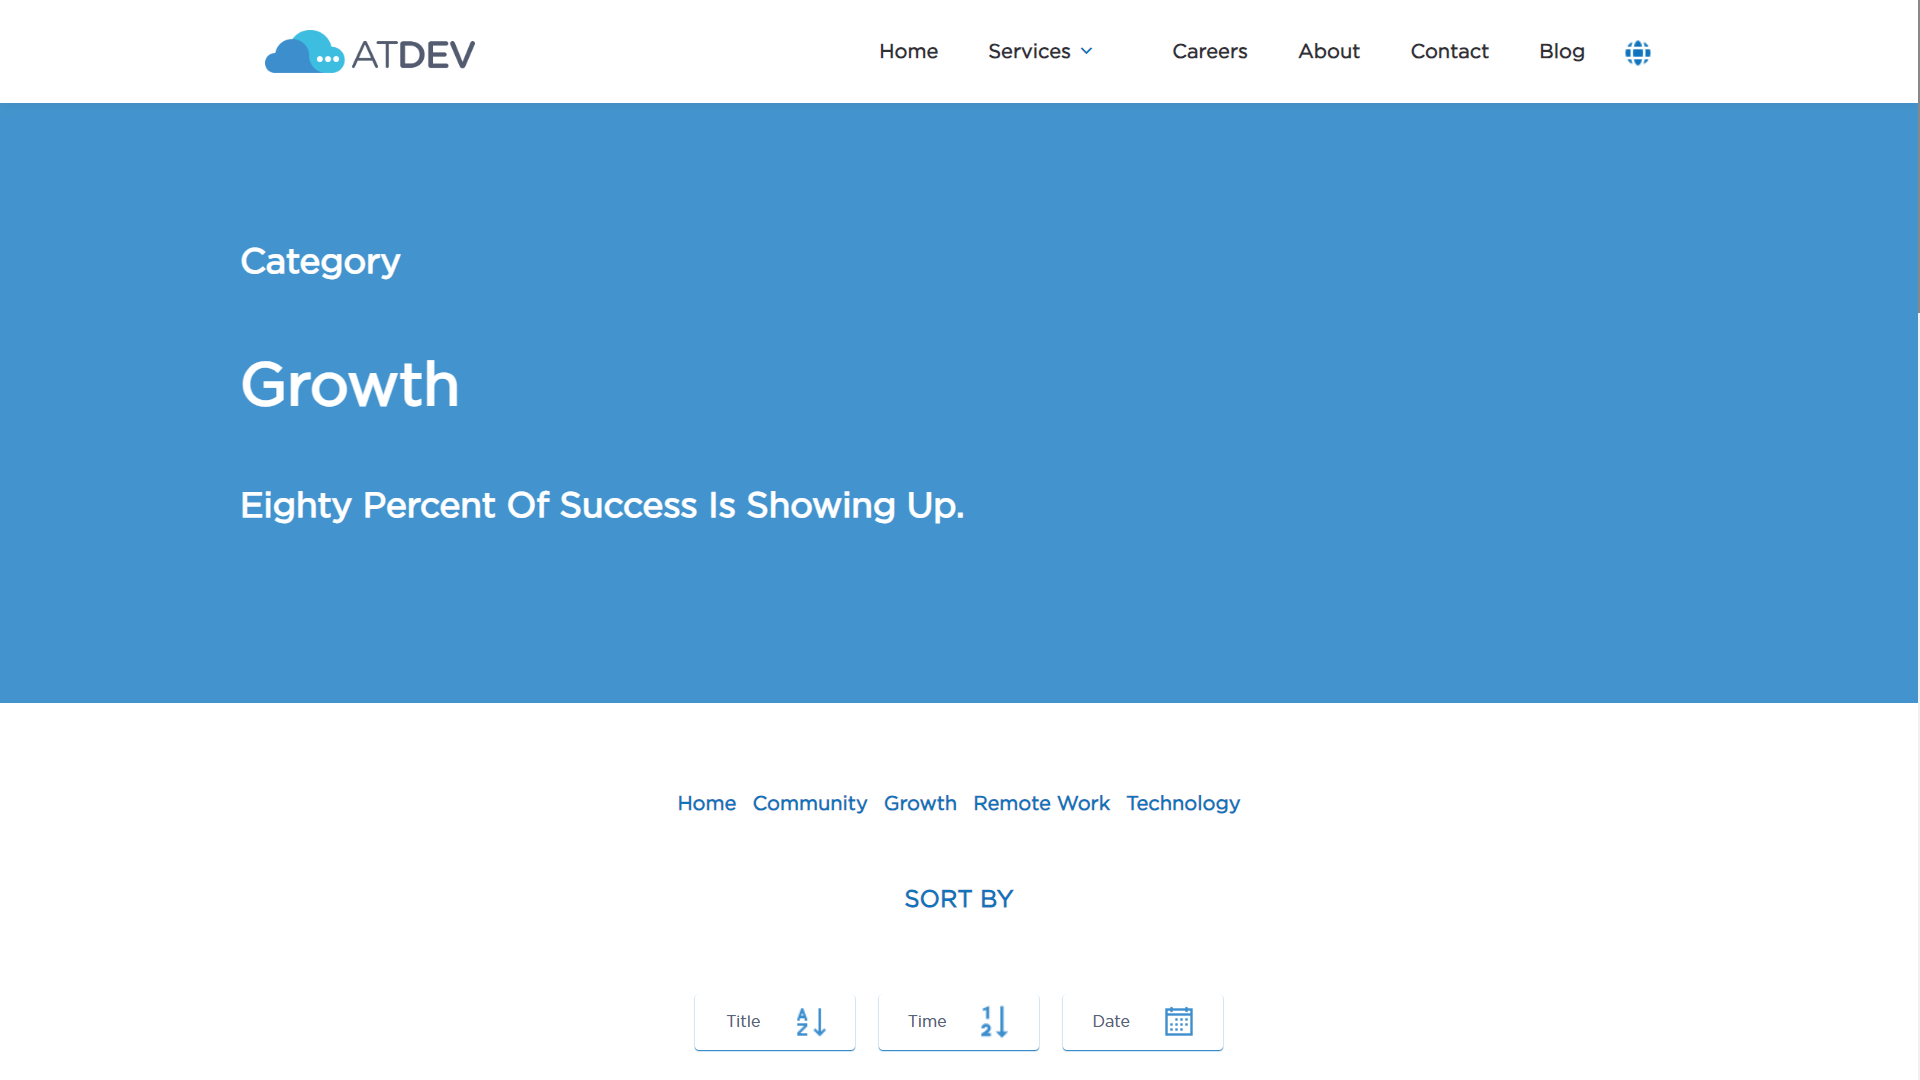 ATDEV
Home Services Careers About Contact Blog
Category
Growth
Eighty Percent Of Success Is Showing Up.
Home Community Growth Remote Work Technology
SORT BY
Title A Z Time 1 2 Date